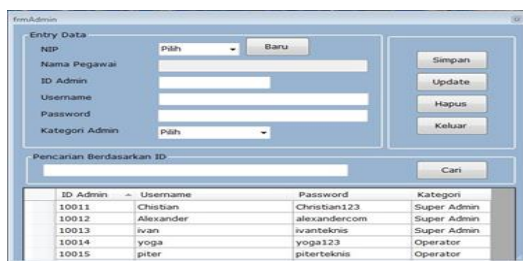 frmAdmin
Entry Data
NIP Pilih Baru
Nama Pegawai
ID Admin
Username
Password
Kategori Admin Pilih
Simpan
Update
Hapus
Keluar
Pencarian Berdasarkan ID
Cari
ID Admin Username Password Kategori
10011 Chistian Christian123 Super Admin
10012 Alexander alexandercom Super Admin
10013 ivan ivanteknis Super Admin
10014 yoga yoga123 Operator
10015 piter piterteknis Operator